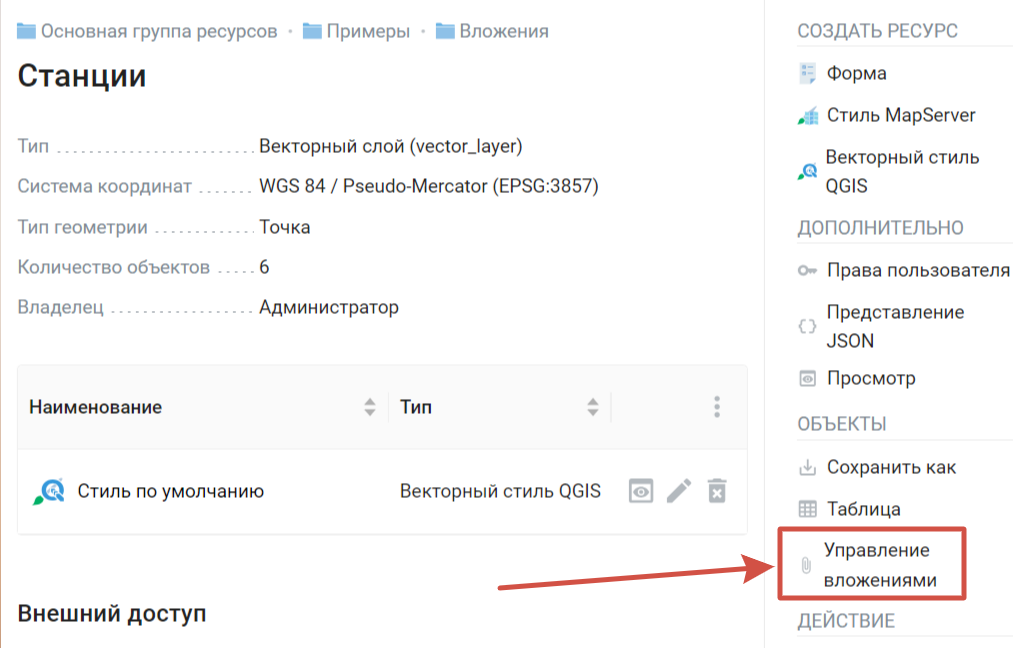 Основная группа ресурсов • Примеры • Вложения
Станции
Тип Векторный слой (vector_layer)
Система координат WGS 84 / Pseudo-Mercator (EPSG:3857)
Тип геометрии Точка
Количество объектов 6
Владелец Администратор
Наименование Тип
Стиль по умолчанию Векторный стиль QGIS
Внешний доступ
СОЗДАТЬ РЕСУРС
Форма
Стиль MapServer
Векторный стиль
QGIS
ДОПОЛНИТЕЛЬНО
Права пользователя
Представление
JSON
Просмотр
ОБЪЕКТЫ
Сохранить как
Таблица
Управление
вложениями
ДЕЙСТВИЕ